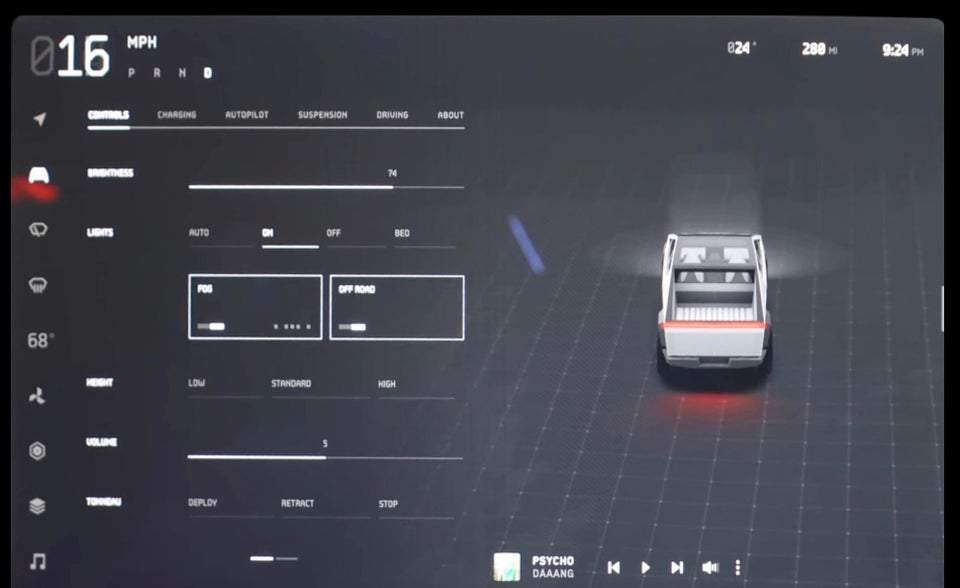 016 MPH
P R N D
024°
280 MI
9:24 PM
CONTROLS CHARGING AUTOPILOT SUSPENSION DRIVING ABOUT
BRIGHTNESS
74
LIGHTS
AUTO ON OFF BED
FOG
OFF ROAD
68°
HEIGHT
LOW STANDARD HIGH
VOLUME
5
TONNEAU
DEPLOY RETRACT STOP
PSYCHO
DAAANG